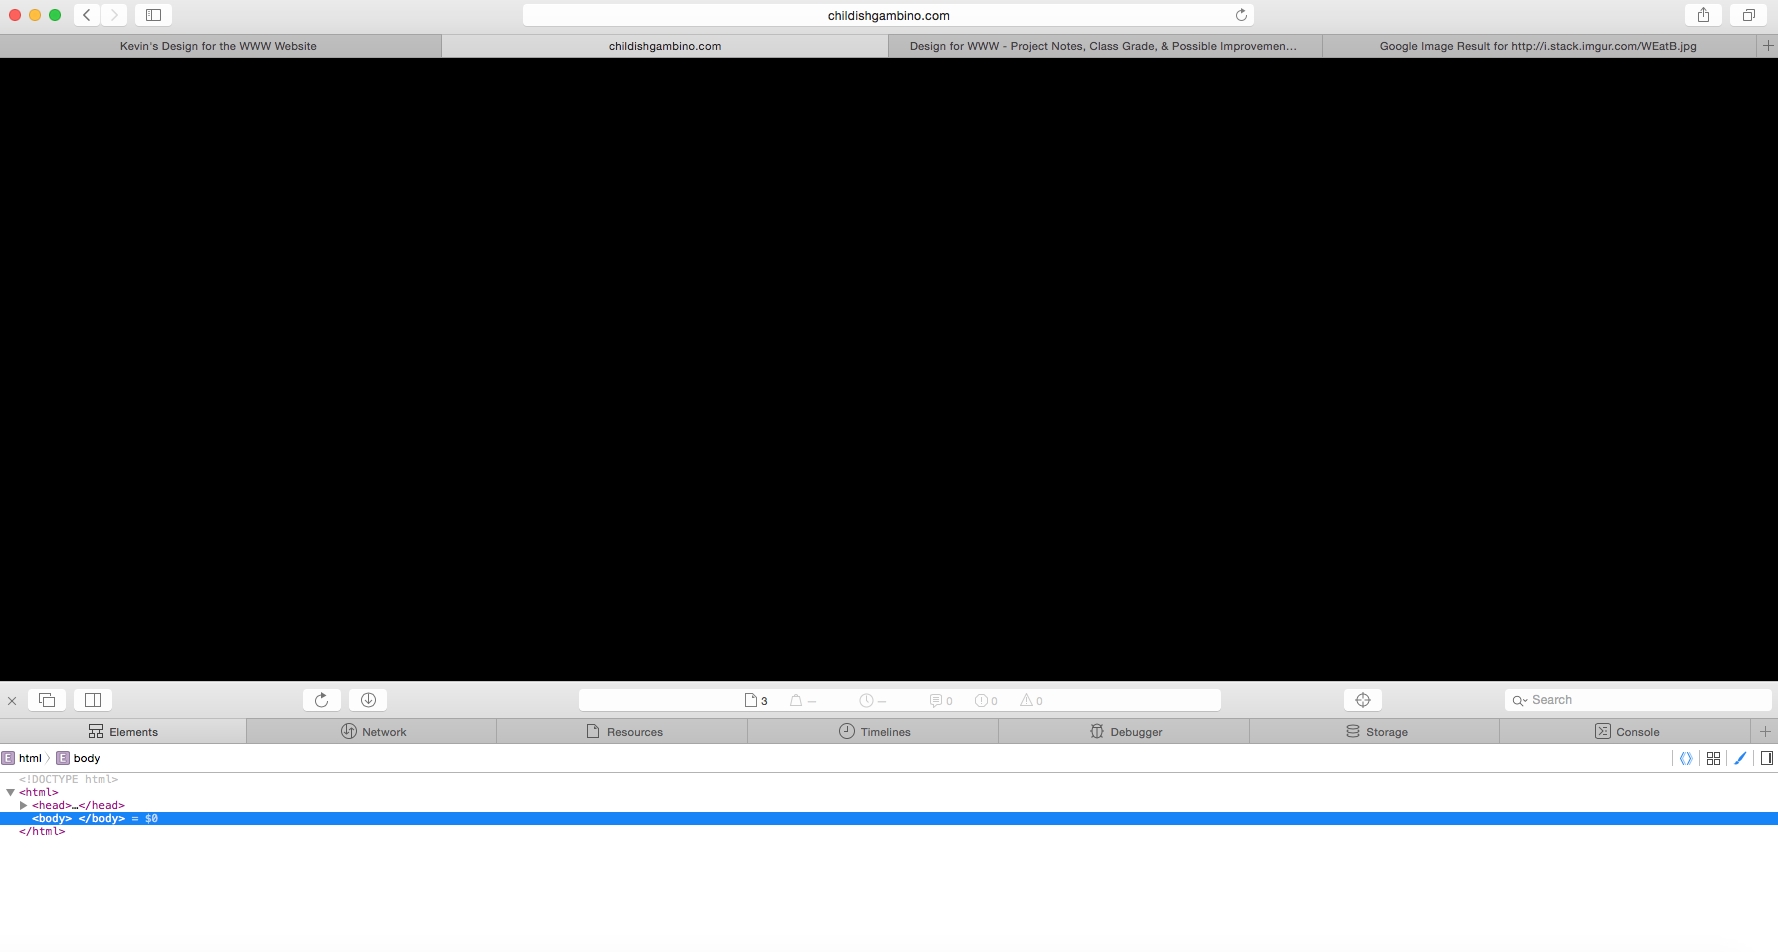 childishgambino.com
Kevin's Design for the WWW Website
childishgambino.com
Design for WWW - Project Notes, Class Grade, & Possible Improvemen...
Google Image Result for http://i.stack.imgur.com/WEatB.jpg
3 — — 0 0 0
Search
Elements
Network
Resources
Timelines
Debugger
Storage
Console
E html E body
<!DOCTYPE html>
<html>
<head>…</head>
<body> </body> = $0
</html>